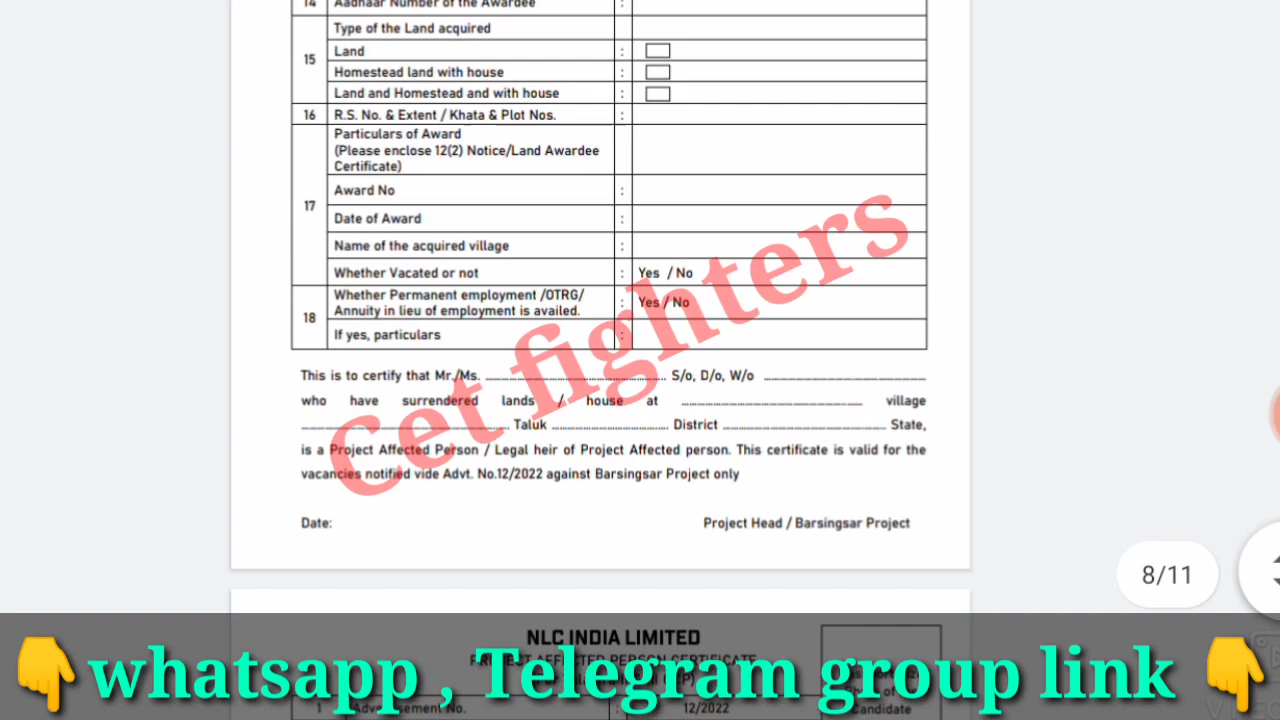 14 Aadhaar Number of the Awardee :
Type of the Land acquired
15
Land :
Homestead land with house :
Land and Homestead and with house :
16 R.S. No. & Extent / Khata & Plot Nos. :
Particulars of Award
(Please enclose 12(2) Notice/Land Awardee
Certificate)
17
Award No :
Date of Award :
Name of the acquired village :
Whether Vacated or not : Yes / No
18
Whether Permanent employment /OTRG/
Annuity in lieu of employment is availed. : Yes / No
If yes, particulars :
Cet fighters
This is to certify that Mr./Ms. ........................ S/o, D/o, W/o ........................
who have surrendered lands / house at ........................ village
........................ Taluk ........................ District ........................ State,
is a Project Affected Person / Legal heir of Project Affected person. This certificate is valid for the
vacancies notified vide Advt. No.12/2022 against Barsingsar Project only
Date: Project Head / Barsingsar Project
8/11
NLC INDIA LIMITED
PROJECT AFFECTED PERSON CERTIFICATE
👇whatsapp , Telegram group link 👇
1 Advertisement No. : 12/2022
Candidate